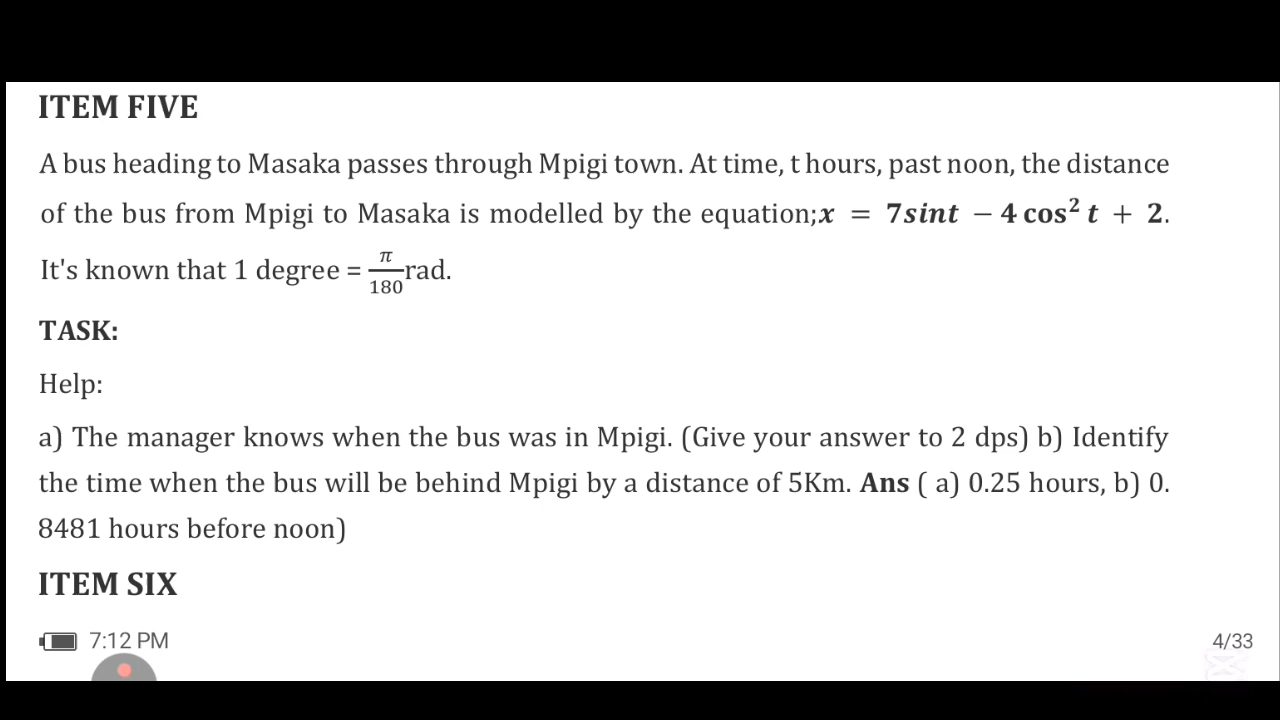 ITEM FIVE
A bus heading to Masaka passes through Mpigi town. At time, t hours, past noon, the distance
of the bus from Mpigi to Masaka is modelled by the equation;x = 7sint − 4 cos² t + 2.
It's known that 1 degree = π/180 rad.
TASK:
Help:
a) The manager knows when the bus was in Mpigi. (Give your answer to 2 dps) b) Identify
the time when the bus will be behind Mpigi by a distance of 5Km. Ans ( a) 0.25 hours, b) 0.
8481 hours before noon)
ITEM SIX
7:12 PM
4/33